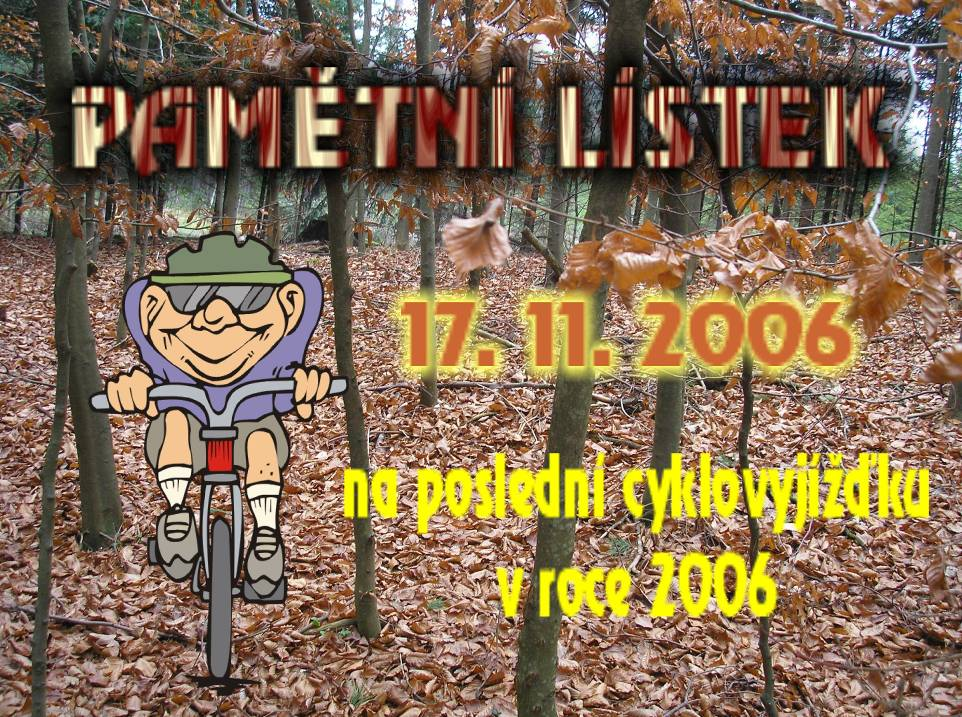 PAMĚTNÍ LÍSTEK
17. 11. 2006
na poslední cyklovyjížďku
v roce 2006